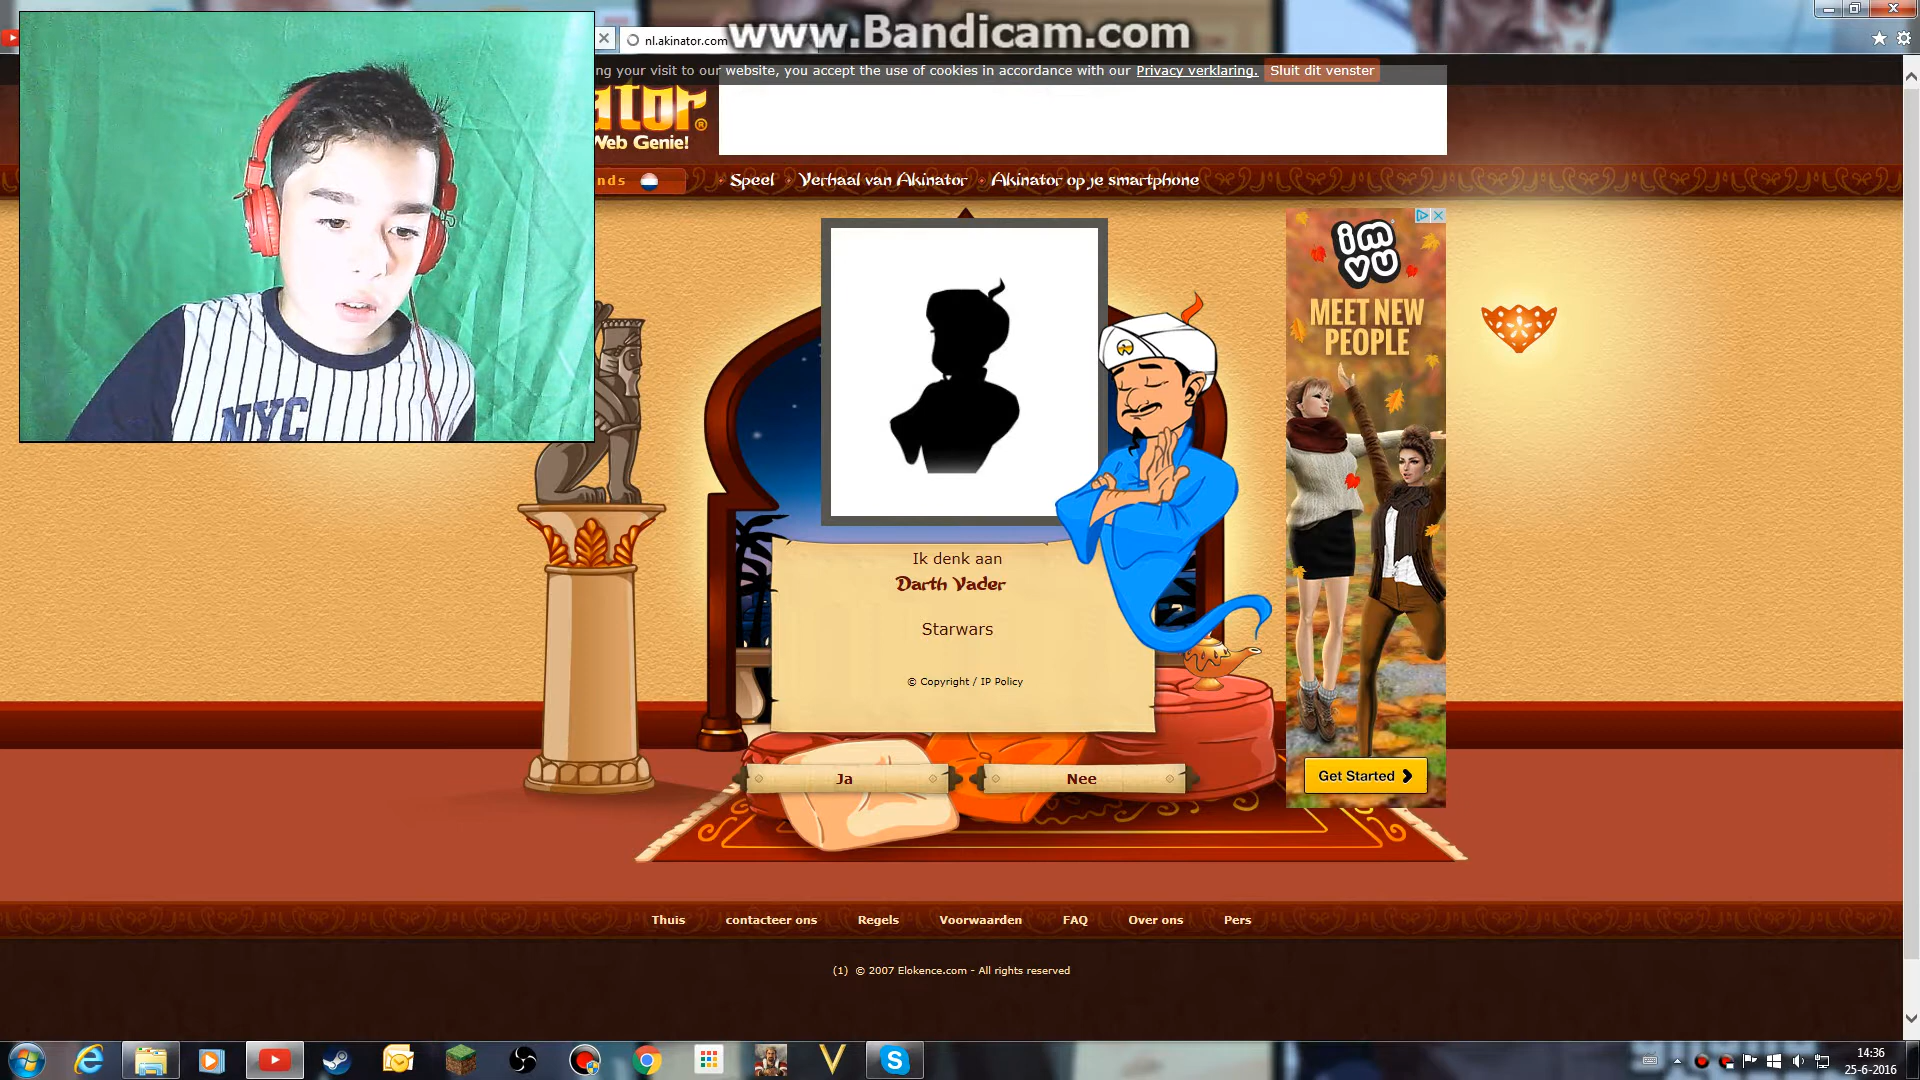 www.Bandicam.com
nl.akinator.com
ng your visit to our website, you accept the use of cookies in accordance with our Privacy verklaring. Sluit dit venster
ator®
Web Genie!
nds
Speel
Verhaal van Akinator
Akinator op je smartphone
NYC
im
vu
MEET NEW
PEOPLE
Ik denk aan
Darth Vader
Starwars
© Copyright / IP Policy
Ja
Nee
Get Started
Thuis
contacteer ons
Regels
Voorwaarden
FAQ
Over ons
Pers
(1) © 2007 Elokence.com - All rights reserved
14:36
25-6-2016